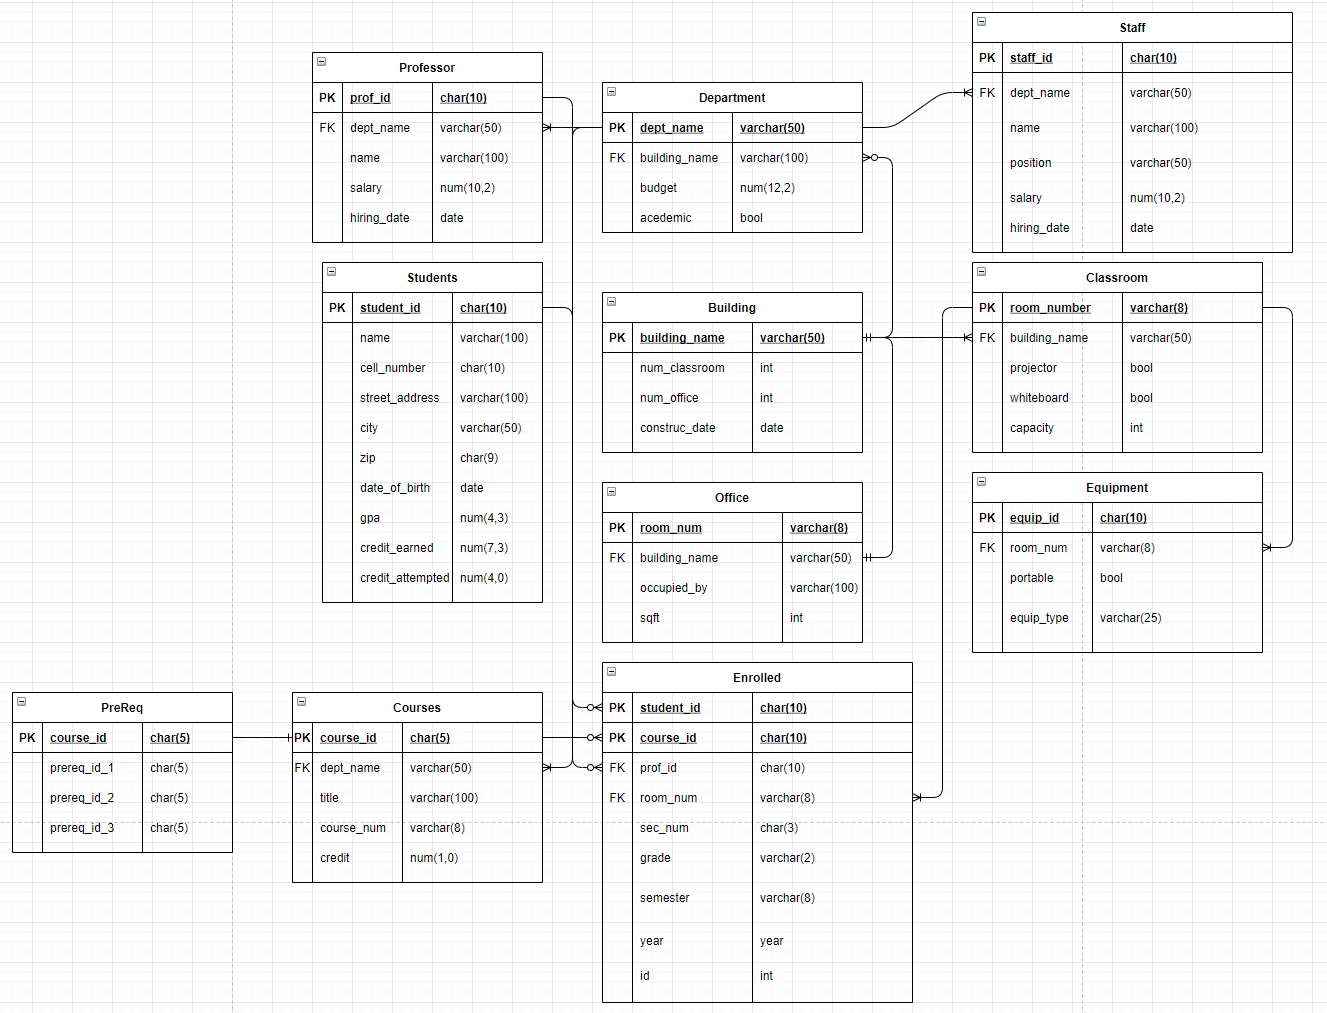 Staff
PK staff_id char(10)
FK dept_name varchar(50)
name varchar(100)
position varchar(50)
salary num(10,2)
hiring_date date
Professor
PK prof_id char(10)
FK dept_name varchar(50)
name varchar(100)
salary num(10,2)
hiring_date date
Department
PK dept_name varchar(50)
FK building_name varchar(100)
budget num(12,2)
acedemic bool
Students
PK student_id char(10)
name varchar(100)
cell_number char(10)
street_address varchar(100)
city varchar(50)
zip char(9)
date_of_birth date
gpa num(4,3)
credit_earned num(7,3)
credit_attempted num(4,0)
Building
PK building_name varchar(50)
num_classroom int
num_office int
construc_date date
Classroom
PK room_number varchar(8)
FK building_name varchar(50)
projector bool
whiteboard bool
capacity int
Office
PK room_num varchar(8)
FK building_name varchar(50)
occupied_by varchar(100)
sqft int
Equipment
PK equip_id char(10)
FK room_num varchar(8)
portable bool
equip_type varchar(25)
PreReq
PK course_id char(5)
prereq_id_1 char(5)
prereq_id_2 char(5)
prereq_id_3 char(5)
Courses
PK course_id char(5)
FK dept_name varchar(50)
title varchar(100)
course_num varchar(8)
credit num(1,0)
Enrolled
PK student_id char(10)
PK course_id char(10)
FK prof_id char(10)
FK room_num varchar(8)
sec_num char(3)
grade varchar(2)
semester varchar(8)
year year
id int